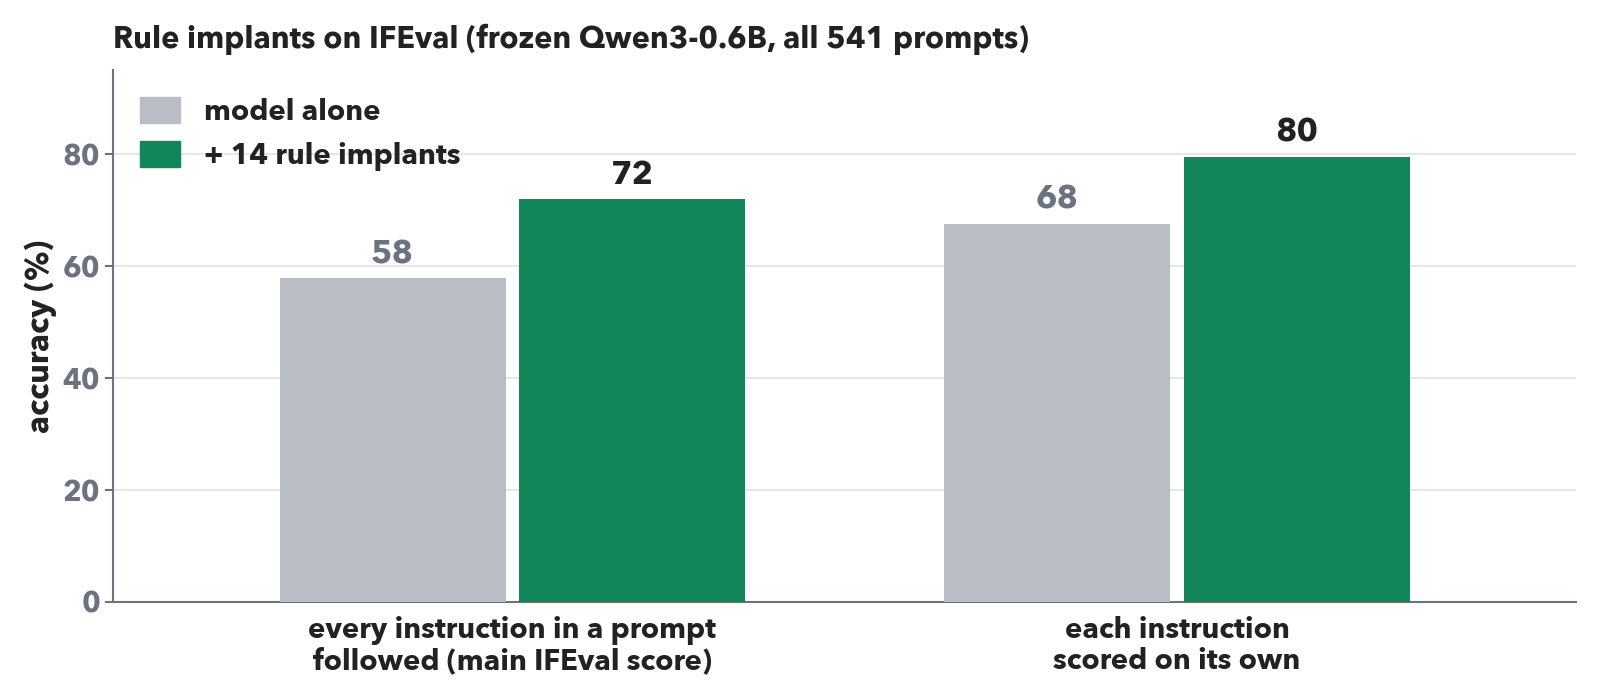 Rule implants on IFEval (frozen Qwen3-0.6B, all 541 prompts)
model alone
+ 14 rule implants
accuracy (%)
80
60
40
20
0
58
72
68
80
every instruction in a prompt
followed (main IFEval score)
each instruction
scored on its own